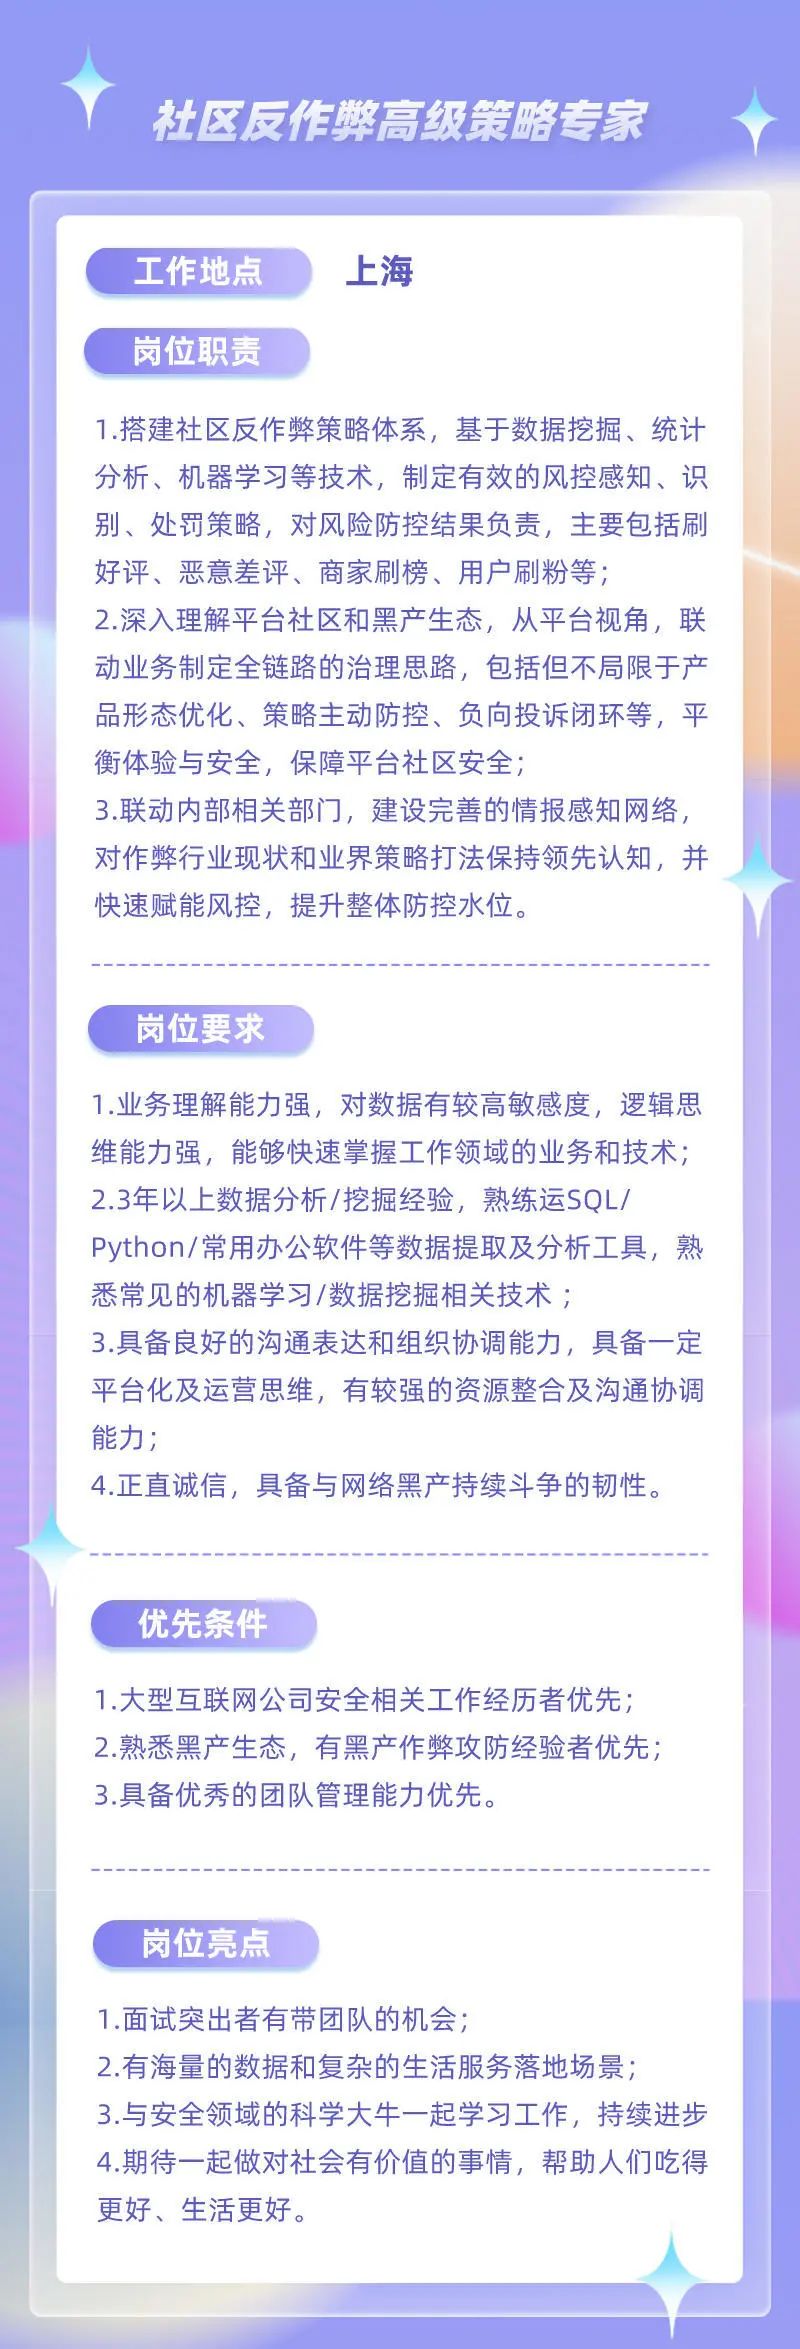 社区反作弊高级策略专家
工作地点 上海
岗位职责
1.搭建社区反作弊策略体系，基于数据挖掘、统计
分析、机器学习等技术，制定有效的风控感知、识
别、处罚策略，对风险防控结果负责，主要包括刷
好评、恶意差评、商家刷榜、用户刷粉等；
2.深入理解平台社区和黑产生态，从平台视角，联
动业务制定全链路的治理思路，包括但不局限于产
品形态优化、策略主动防控、负向投诉闭环等，平
衡体验与安全，保障平台社区安全；
3.联动内部相关部门，建设完善的情报感知网络，
对作弊行业现状和业界策略打法保持领先认知，并
快速赋能风控，提升整体防控水位。
岗位要求
1.业务理解能力强，对数据有较高敏感度，逻辑思
维能力强，能够快速掌握工作领域的业务和技术；
2.3年以上数据分析/挖掘经验，熟练运SQL/
Python/常用办公软件等数据提取及分析工具，熟
悉常见的机器学习/数据挖掘相关技术 ；
3.具备良好的沟通表达和组织协调能力，具备一定
平台化及运营思维，有较强的资源整合及沟通协调
能力；
4.正直诚信，具备与网络黑产持续斗争的韧性。
优先条件
1.大型互联网公司安全相关工作经历者优先；
2.熟悉黑产生态，有黑产作弊攻防经验者优先；
3.具备优秀的团队管理能力优先。
岗位亮点
1.面试突出者有带团队的机会；
2.有海量的数据和复杂的生活服务落地场景；
3.与安全领域的科学大牛一起学习工作，持续进步
4.期待一起做对社会有价值的事情，帮助人们吃得
更好、生活更好。